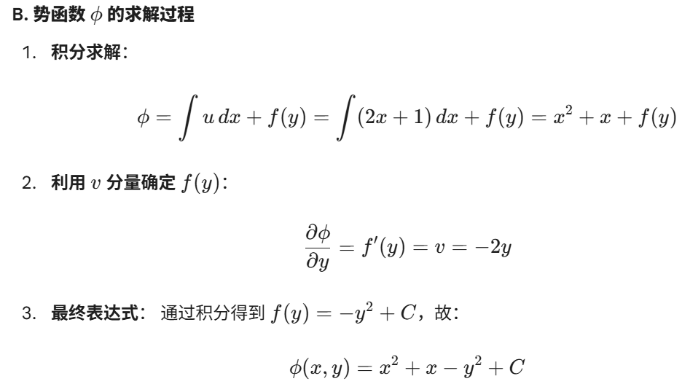 B. 势函数 ϕ 的求解过程
1. 积分求解：
ϕ = ∫ u dx + f(y) = ∫ (2x + 1) dx + f(y) = x² + x + f(y)
2. 利用 v 分量确定 f(y)：
∂ϕ/∂y = f′(y) = v = −2y
3. 最终表达式： 通过积分得到 f(y) = −y² + C，故：
ϕ(x, y) = x² + x − y² + C